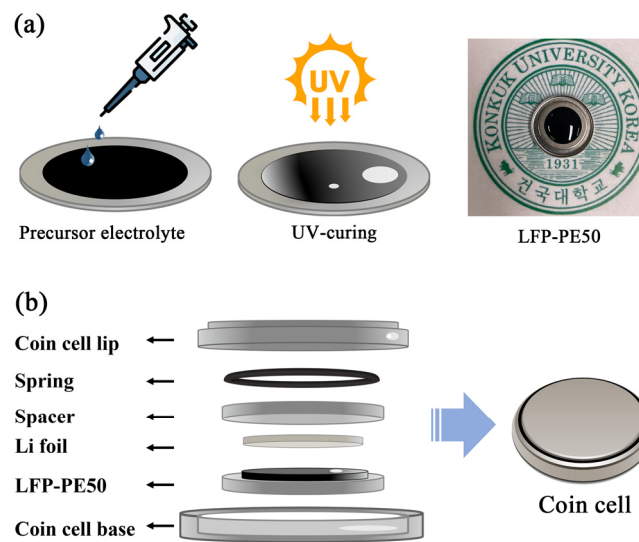 (a)
UV
KONKUK UNIVERSITY KOREA
1931
건국대학교
Precursor electrolyte
UV-curing
LFP-PE50
(b)
Coin cell lip
Spring
Spacer
Li foil
LFP-PE50
Coin cell base
Coin cell